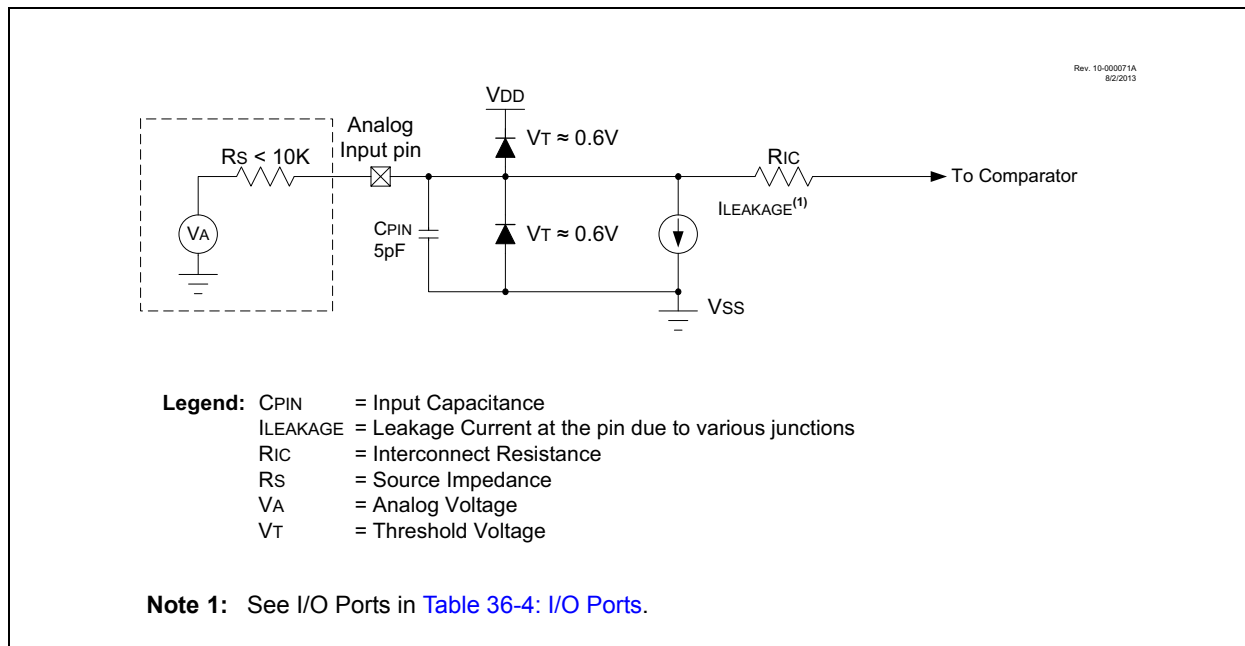 Rev. 10-000071A
8/2/2013
VDD
Analog
Input pin
VT ≈ 0.6V
RS < 10K
RIC
To Comparator
ILEAKAGE(1)
VA
CPIN
5pF
VT ≈ 0.6V
VSS
Legend: CPIN = Input Capacitance
ILEAKAGE = Leakage Current at the pin due to various junctions
RIC = Interconnect Resistance
RS = Source Impedance
VA = Analog Voltage
VT = Threshold Voltage
Note 1: See I/O Ports in Table 36-4: I/O Ports.